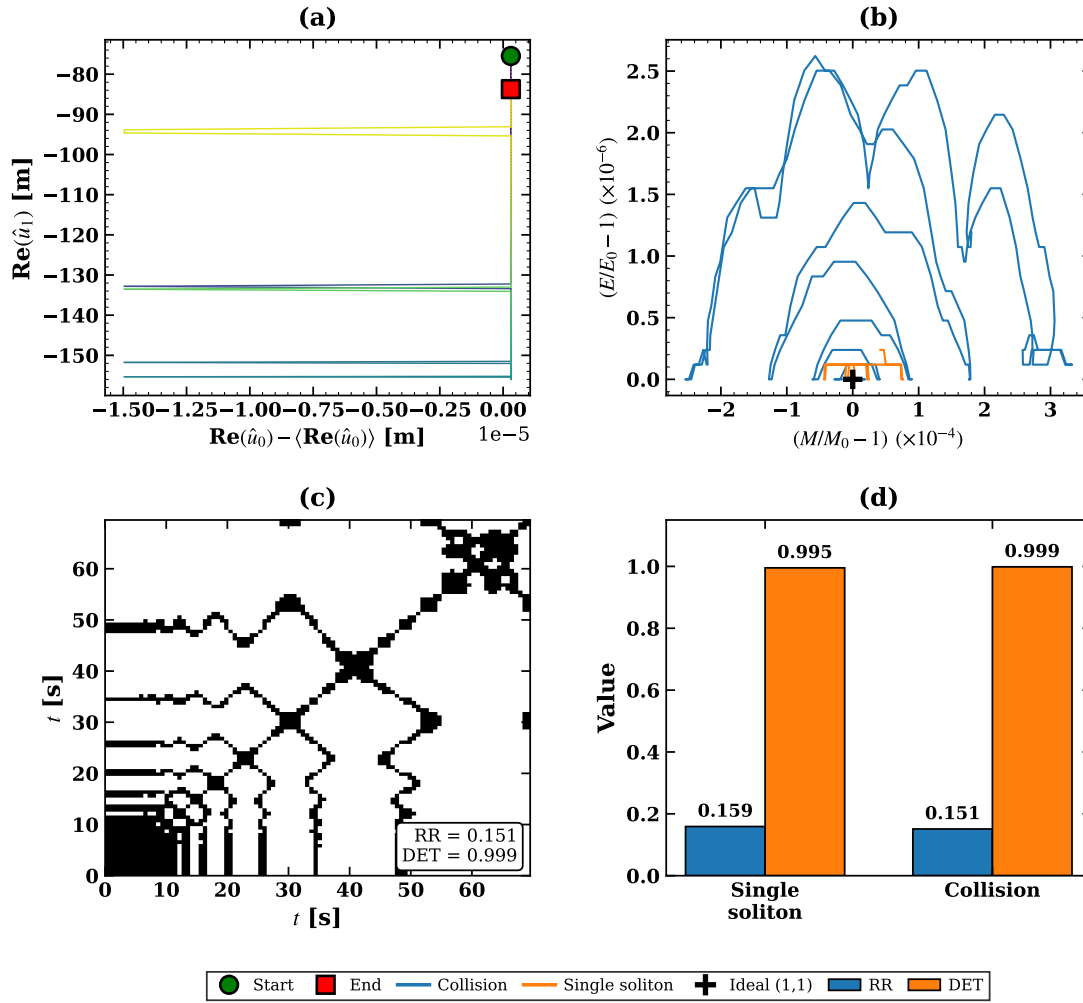 (a)
−80
−90
−100
−110
−120
−130
−140
−150
Re(û₁) [m]
−1.50
−1.25
−1.00
−0.75
−0.50
−0.25
0.00
1e−5
Re(û₀) − ⟨Re(û₀)⟩ [m]
(b)
2.5
2.0
1.5
1.0
0.5
0.0
(E/E₀ − 1) (×10⁻⁶)
−2
−1
0
1
2
3
(M/M₀ − 1) (×10⁻⁴)
(c)
60
50
40
30
20
10
0
t [s]
RR = 0.151
DET = 0.999
0
10
20
30
40
50
60
t [s]
(d)
1.0
0.8
0.6
0.4
0.2
0.0
Value
0.159
0.995
0.151
0.999
Single
soliton
Collision
Start
End
Collision
Single soliton
Ideal (1,1)
RR
DET